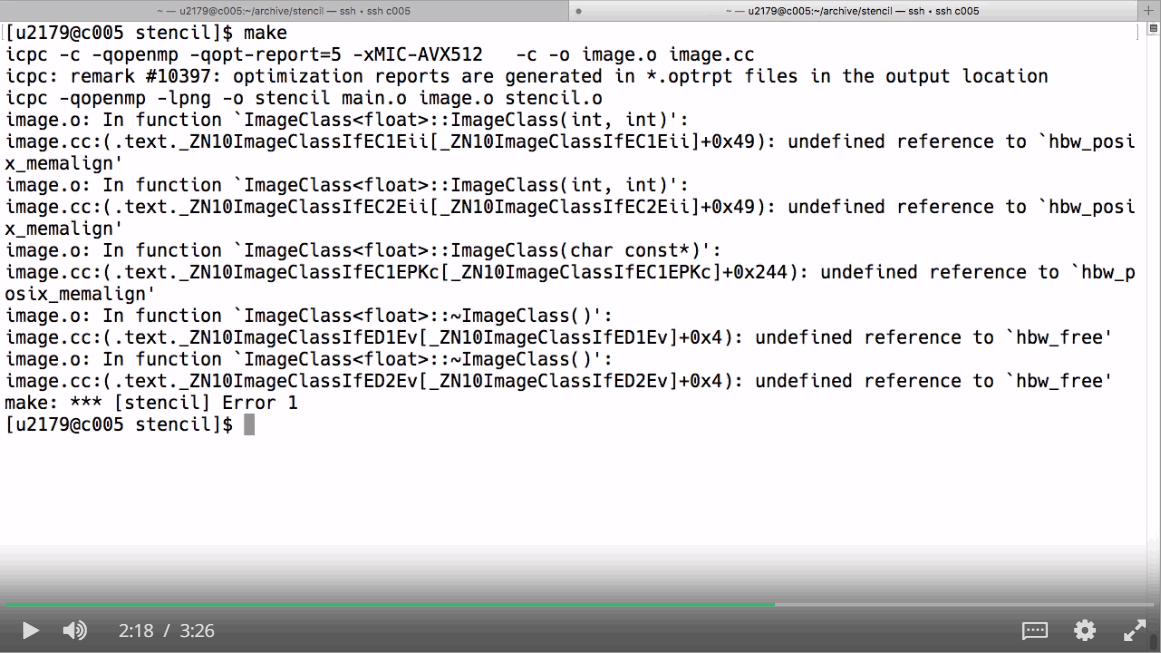 ~ — u2179@c005:~/archive/stencil — ssh • ssh c005
~ — u2179@c005:~/archive/stencil — ssh • ssh c005
[u2179@c005 stencil]$ make
icpc -c -qopenmp -qopt-report=5 -xMIC-AVX512   -c -o image.o image.cc
icpc: remark #10397: optimization reports are generated in *.optrpt files in the output location
icpc -qopenmp -lpng -o stencil main.o image.o stencil.o
image.o: In function `ImageClass<float>::ImageClass(int, int)':
image.cc:(.text._ZN10ImageClassIfEC1Eii[_ZN10ImageClassIfEC1Eii]+0x49): undefined reference to `hbw_posi
x_memalign'
image.o: In function `ImageClass<float>::ImageClass(int, int)':
image.cc:(.text._ZN10ImageClassIfEC2Eii[_ZN10ImageClassIfEC2Eii]+0x49): undefined reference to `hbw_posi
x_memalign'
image.o: In function `ImageClass<float>::ImageClass(char const*)':
image.cc:(.text._ZN10ImageClassIfEC1EPKc[_ZN10ImageClassIfEC1EPKc]+0x244): undefined reference to `hbw_p
osix_memalign'
image.o: In function `ImageClass<float>::~ImageClass()':
image.cc:(.text._ZN10ImageClassIfED1Ev[_ZN10ImageClassIfED1Ev]+0x4): undefined reference to `hbw_free'
image.o: In function `ImageClass<float>::~ImageClass()':
image.cc:(.text._ZN10ImageClassIfED2Ev[_ZN10ImageClassIfED2Ev]+0x4): undefined reference to `hbw_free'
make: *** [stencil] Error 1
[u2179@c005 stencil]$
2:18 / 3:26